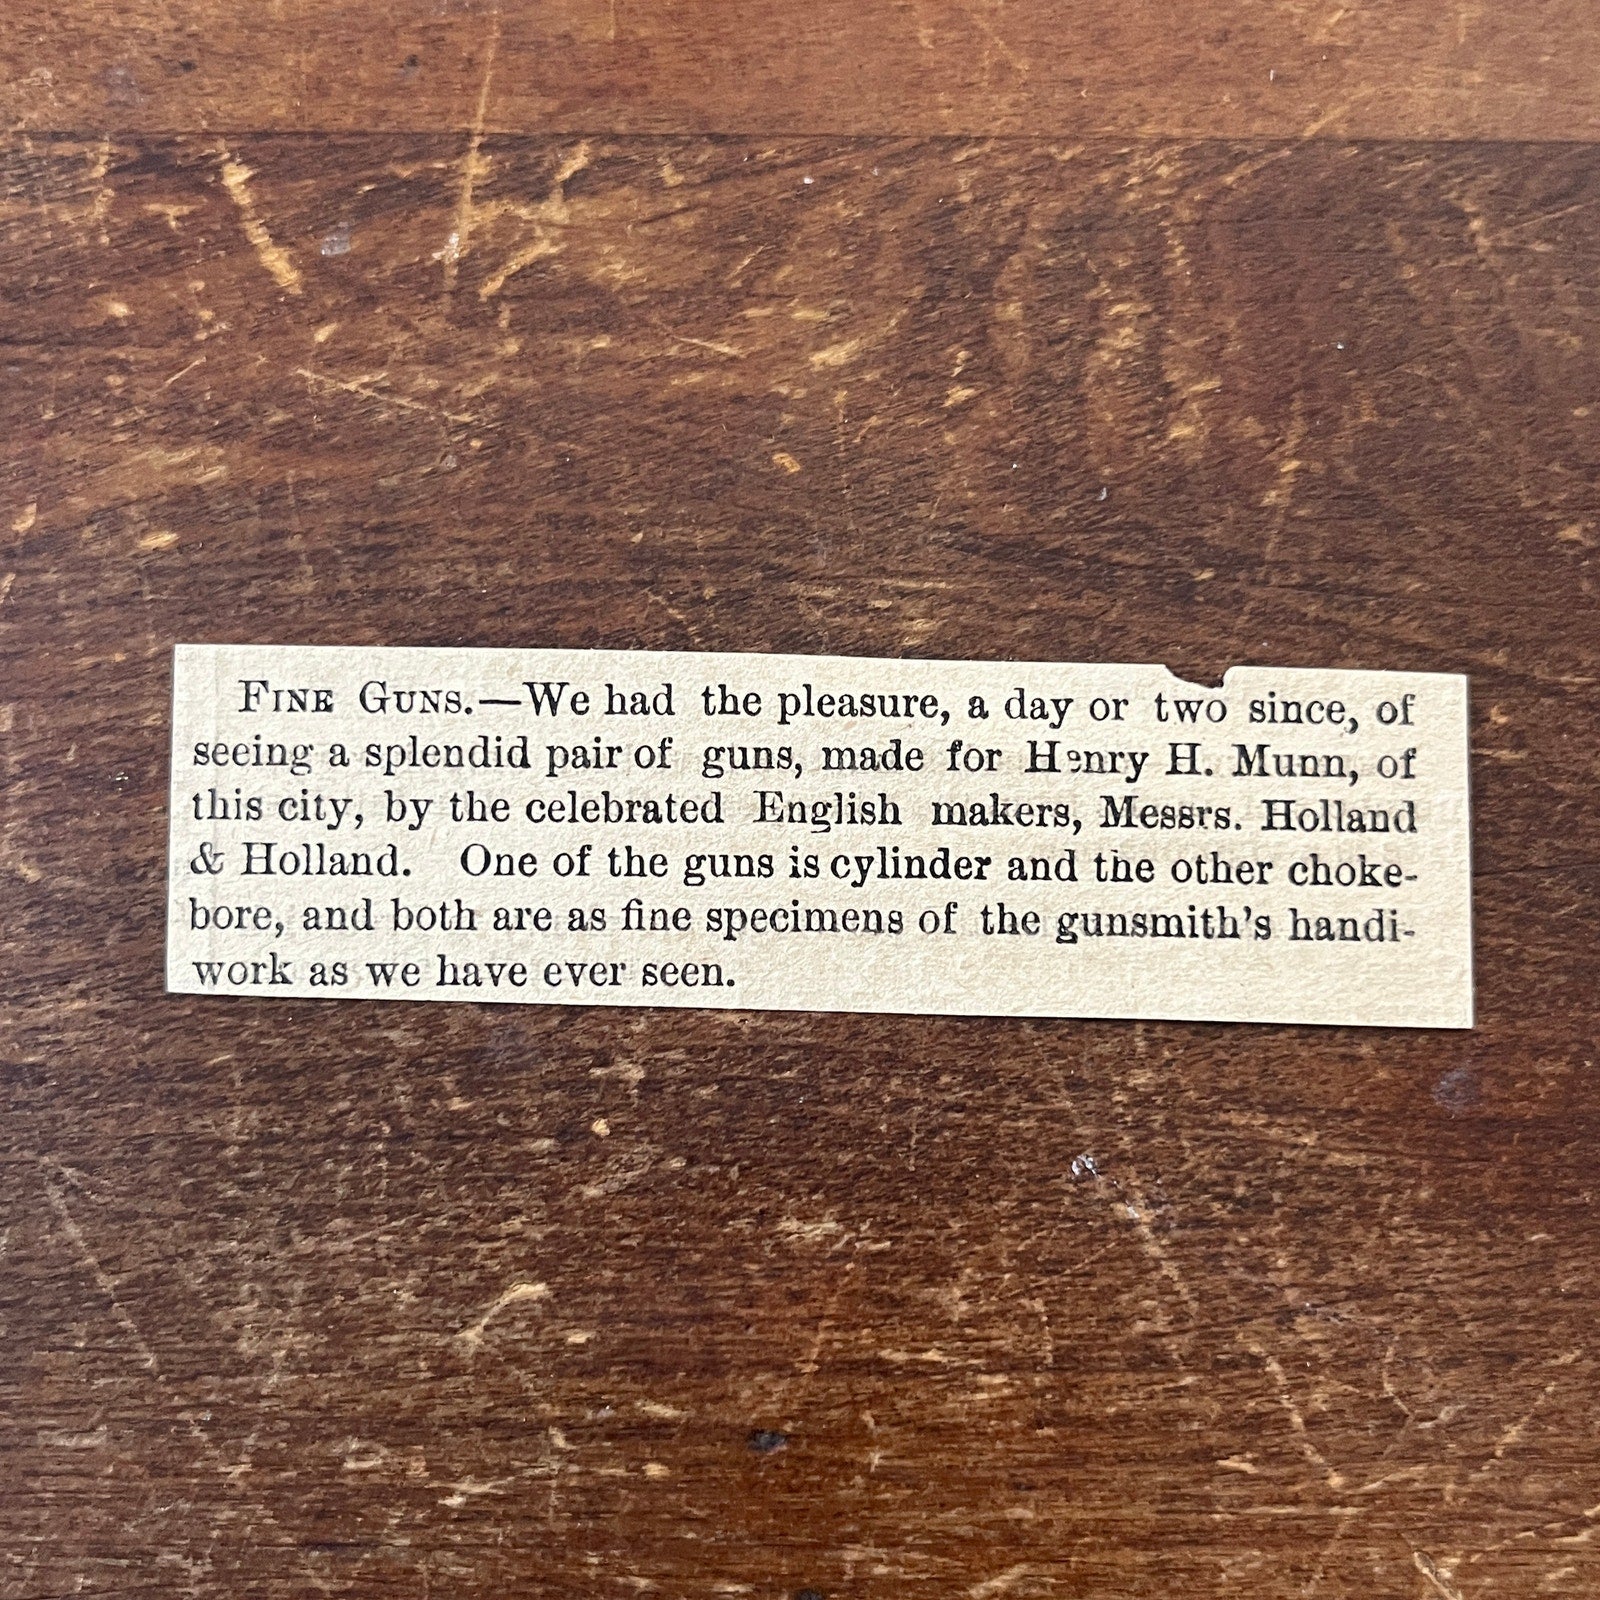 FINE GUNS.—We had the pleasure, a day or two since, of
seeing a splendid pair of guns, made for Henry H. Munn, of
this city, by the celebrated English makers, Messrs. Holland
& Holland. One of the guns is cylinder and the other choke-
bore, and both are as fine specimens of the gunsmith's handi-
work as we have ever seen.